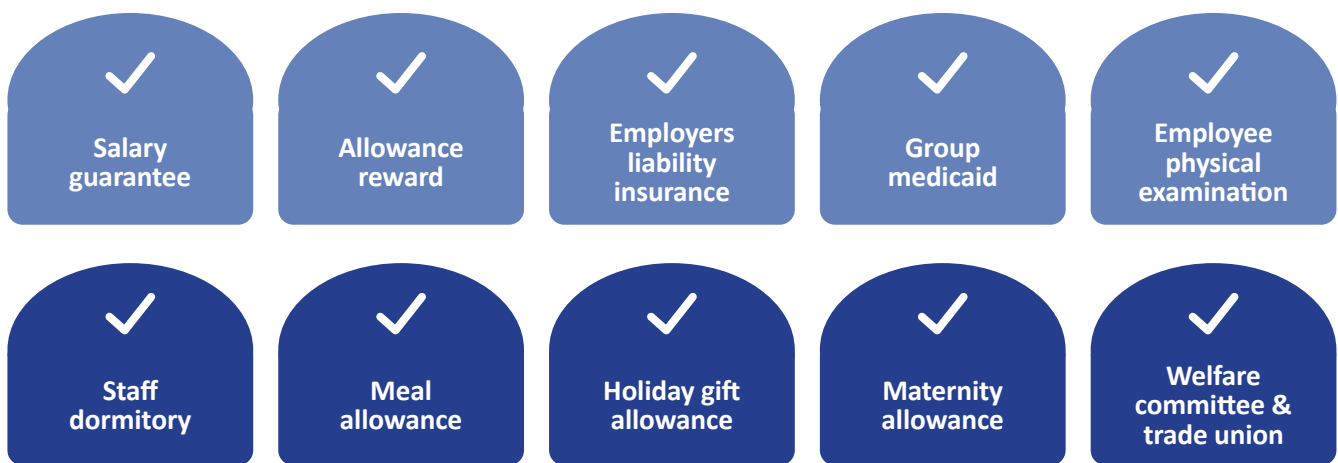 Salary
guarantee
Allowance
reward
Employers
liability
insurance
Group
medicaid
Employee
physical
examination
Staff
dormitory
Meal
allowance
Holiday gift
allowance
Maternity
allowance
Welfare
committee &
trade union